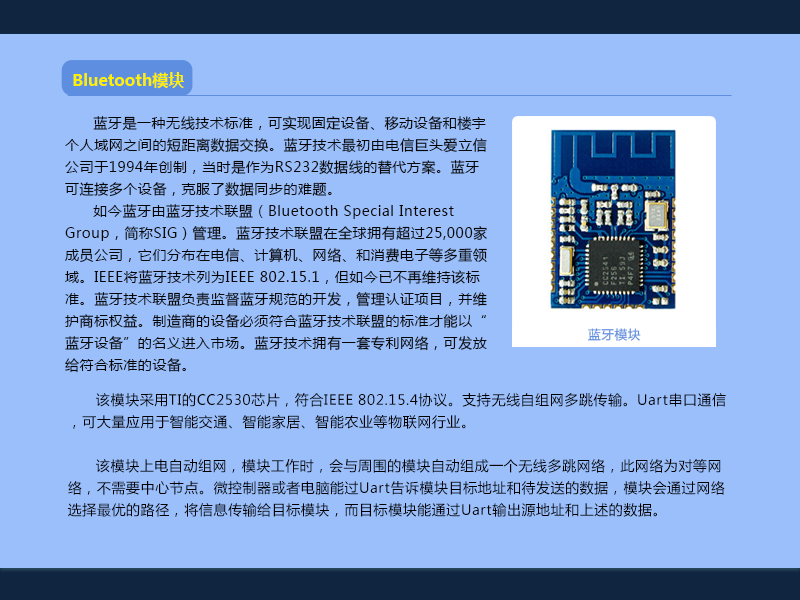 Bluetooth模块
蓝牙是一种无线技术标准，可实现固定设备、移动设备和楼宇
个人域网之间的短距离数据交换。蓝牙技术最初由电信巨头爱立信
公司于1994年创制，当时是作为RS232数据线的替代方案。蓝牙
可连接多个设备，克服了数据同步的难题。
如今蓝牙由蓝牙技术联盟（Bluetooth Special Interest
Group，简称SIG）管理。蓝牙技术联盟在全球拥有超过25,000家
成员公司，它们分布在电信、计算机、网络、和消费电子等多重领
域。IEEE将蓝牙技术列为IEEE 802.15.1，但如今已不再维持该标
准。蓝牙技术联盟负责监督蓝牙规范的开发，管理认证项目，并维
护商标权益。制造商的设备必须符合蓝牙技术联盟的标准才能以“
蓝牙设备”的名义进入市场。蓝牙技术拥有一套专利网络，可发放
给符合标准的设备。
CC2541
F256
TI 59J
P4F7
蓝牙模块
该模块采用TI的CC2530芯片，符合IEEE 802.15.4协议。支持无线自组网多跳传输。Uart串口通信
，可大量应用于智能交通、智能家居、智能农业等物联网行业。
该模块上电自动组网，模块工作时，会与周围的模块自动组成一个无线多跳网络，此网络为对等网
络，不需要中心节点。微控制器或者电脑能过Uart告诉模块目标地址和待发送的数据，模块会通过网络
选择最优的路径，将信息传输给目标模块，而目标模块能通过Uart输出源地址和上述的数据。